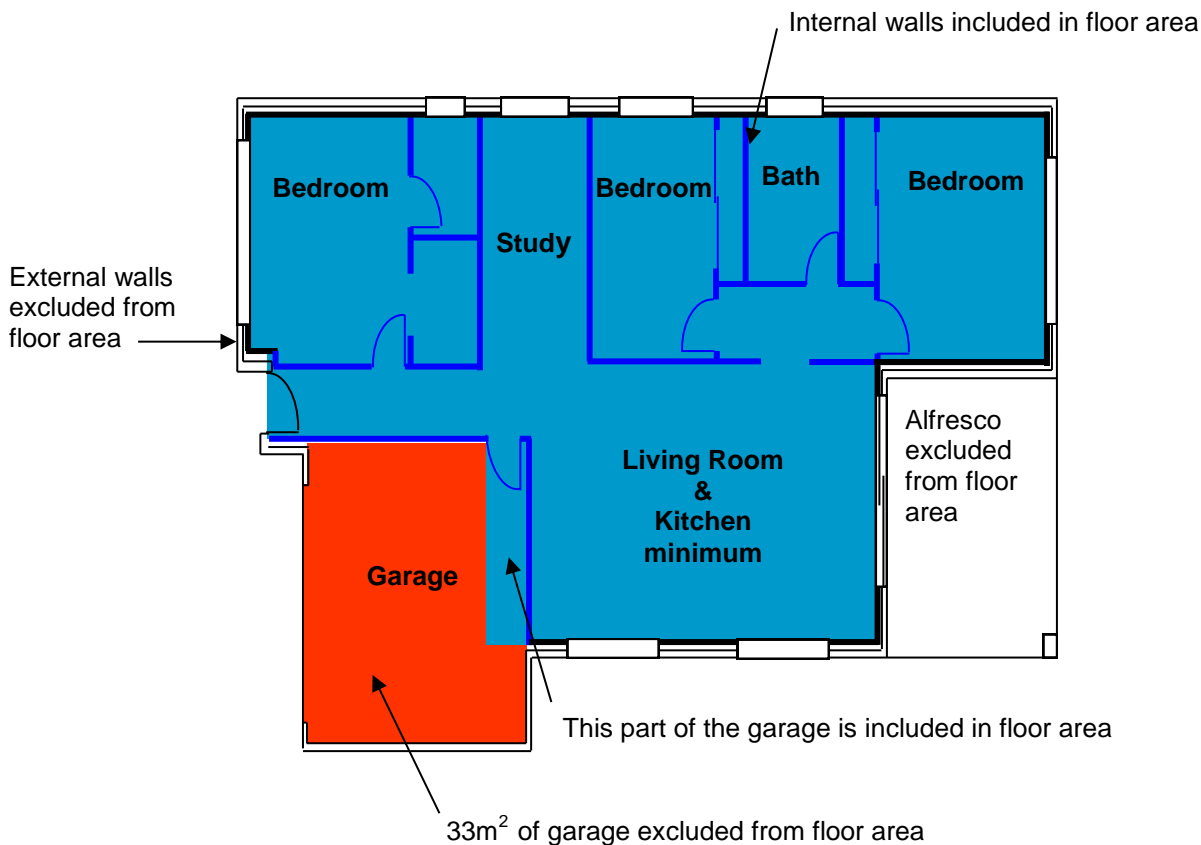 Internal walls included in floor area
Bedroom
Bedroom
Bath
Bedroom
Study
External walls
excluded from
floor area
Alfresco
excluded
from floor
area
Living Room
&
Kitchen
minimum
Garage
This part of the garage is included in floor area
33m² of garage excluded from floor area